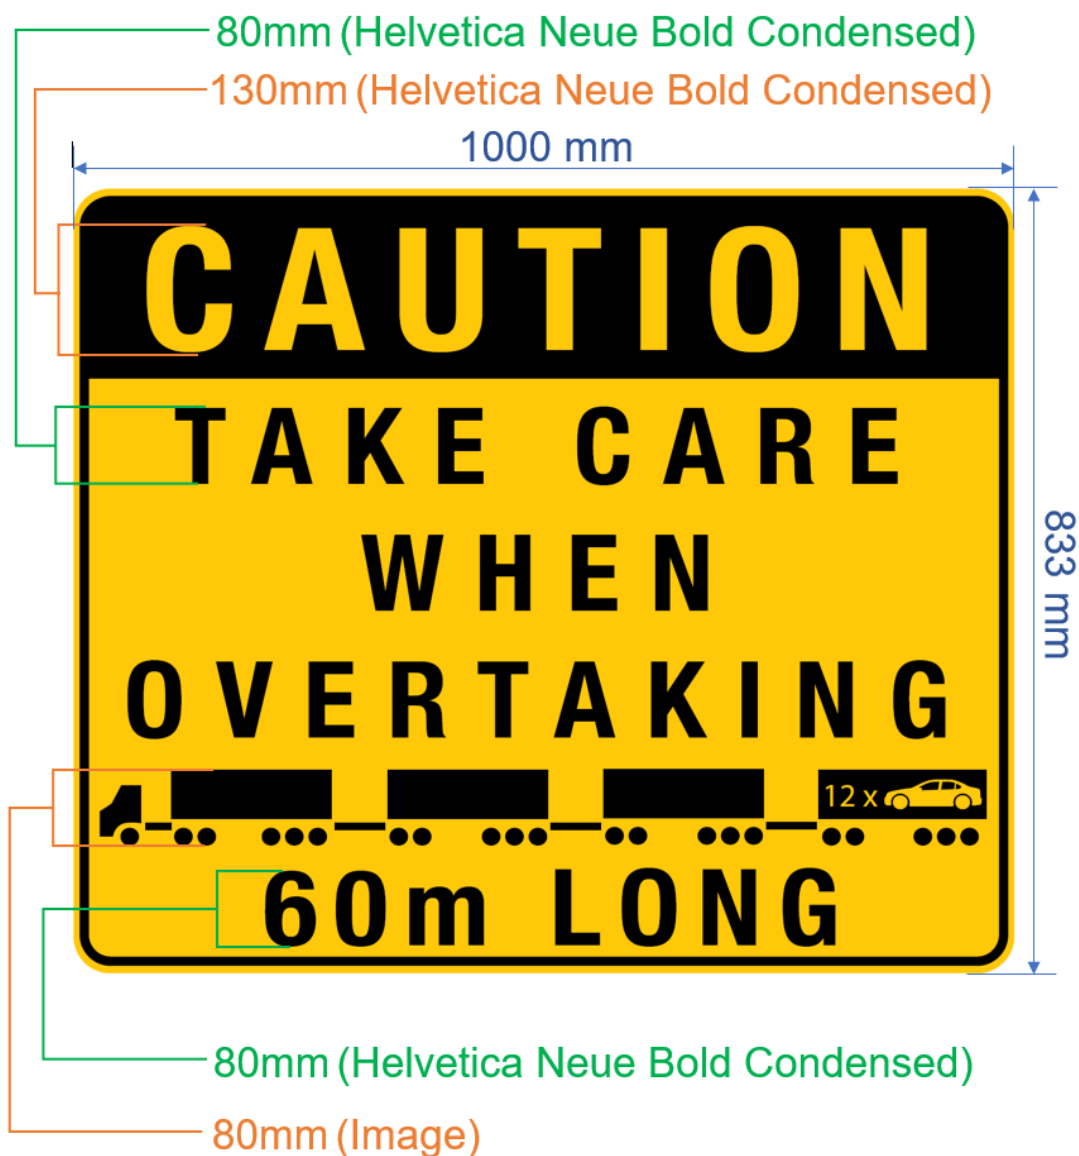 80mm (Helvetica Neue Bold Condensed)
130mm (Helvetica Neue Bold Condensed)
1000 mm
CAUTION
TAKE CARE
WHEN
OVERTAKING
833 mm
12 x
60m LONG
80mm (Helvetica Neue Bold Condensed)
80mm (Image)